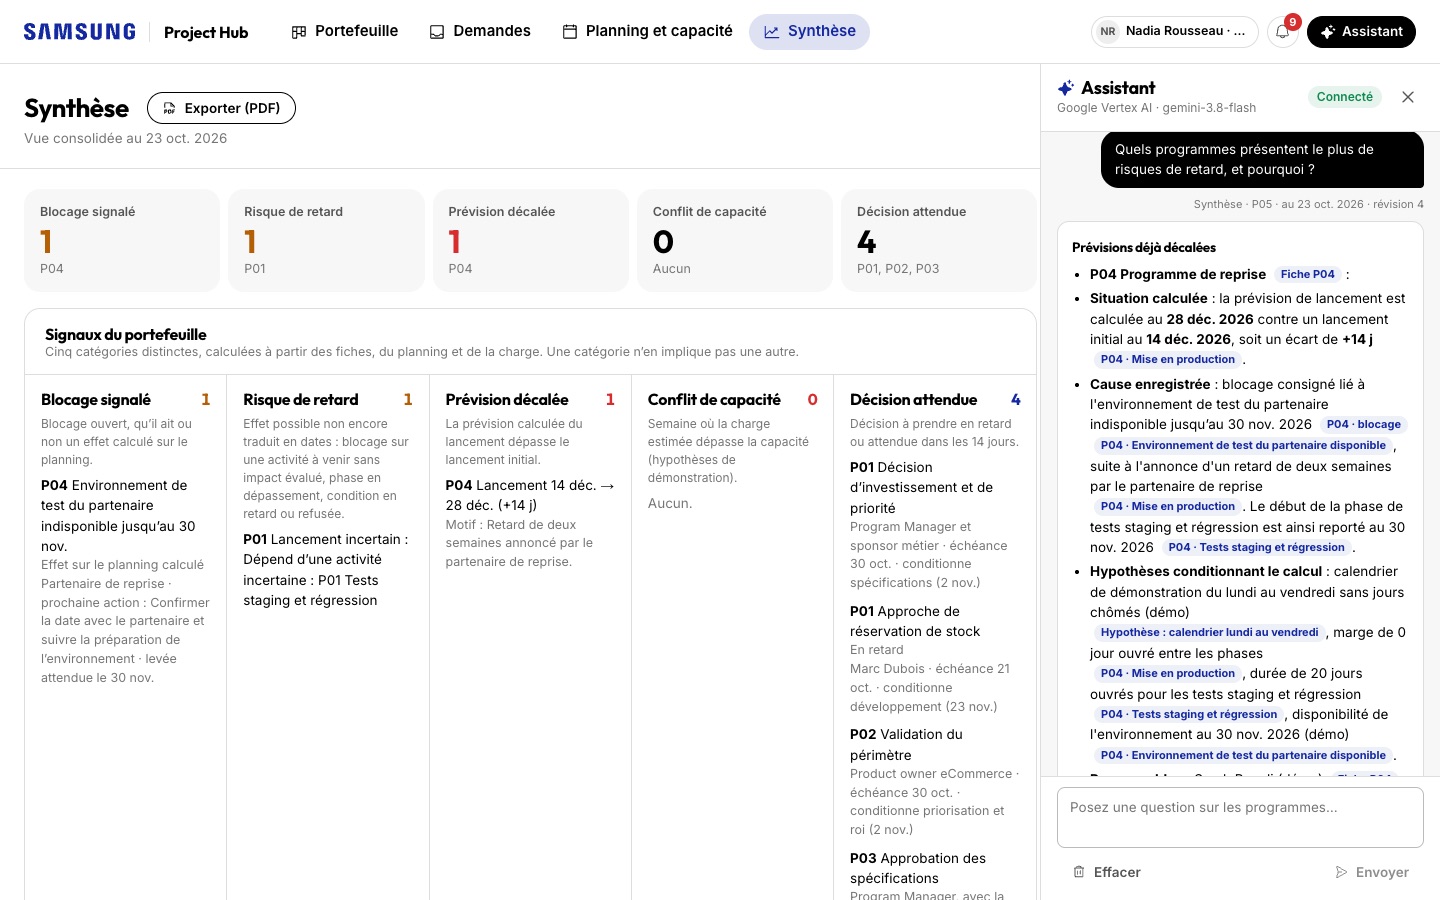 SAMSUNG
Project Hub
Portefeuille
Demandes
Planning et capacité
Synthèse
NR
Nadia Rousseau · ...
9
Assistant
Synthèse
PDF
Exporter (PDF)
Vue consolidée au 23 oct. 2026
Blocage signalé
1
P04
Risque de retard
1
P01
Prévision décalée
1
P04
Conflit de capacité
0
Aucun
Décision attendue
4
P01, P02, P03
Signaux du portefeuille
Cinq catégories distinctes, calculées à partir des fiches, du planning et de la charge. Une catégorie n’en implique pas une autre.
Blocage signalé 1
Blocage ouvert, qu’il ait ou
non un effet calculé sur le
planning.
P04 Environnement de
test du partenaire
indisponible jusqu’au 30
nov.
Effet sur le planning calculé
Partenaire de reprise ·
prochaine action : Confirmer
la date avec le partenaire et
suivre la préparation de
l’environnement · levée
attendue le 30 nov.
Risque de retard 1
Effet possible non encore
traduit en dates : blocage sur
une activité à venir sans
impact évalué, phase en
dépassement, condition en
retard ou refusée.
P01 Lancement incertain :
Dépend d’une activité
incertaine : P01 Tests
staging et régression
Prévision décalée 1
La prévision calculée du
lancement dépasse le
lancement initial.
P04 Lancement 14 déc. →
28 déc. (+14 j)
Motif : Retard de deux
semaines annoncé par le
partenaire de reprise.
Conflit de capacité 0
Semaine où la charge
estimée dépasse la capacité
(hypothèses de
démonstration).
Aucun.
Décision attendue 4
Décision à prendre en retard
ou attendue dans les 14 jours.
P01 Décision
d’investissement et de
priorité
Program Manager et
sponsor métier · échéance
30 oct. · conditionne
spécifications (2 nov.)
P01 Approche de
réservation de stock
En retard
Marc Dubois · échéance 21
oct. · conditionne
développement (23 nov.)
P02 Validation du
périmètre
Product owner eCommerce ·
échéance 30 oct. ·
conditionne priorisation et
roi (2 nov.)
P03 Approbation des
spécifications
Program Manager, avec la
Assistant
Google Vertex AI · gemini-3.8-flash
Connecté
Quels programmes présentent le plus de
risques de retard, et pourquoi ?
Synthèse · P05 · au 23 oct. 2026 · révision 4
Prévisions déjà décalées
• P04 Programme de reprise Fiche P04 :
• Situation calculée : la prévision de lancement est
calculée au 28 déc. 2026 contre un lancement
initial au 14 déc. 2026, soit un écart de +14 j
P04 · Mise en production .
• Cause enregistrée : blocage consigné lié à
l'environnement de test du partenaire
indisponible jusqu'au 30 nov. 2026 P04 · blocage
P04 · Environnement de test du partenaire disponible ,
suite à l'annonce d'un retard de deux semaines
par le partenaire de reprise
P04 · Mise en production . Le début de la phase de
tests staging et régression est ainsi reporté au 30
nov. 2026 P04 · Tests staging et régression .
• Hypothèses conditionnant le calcul : calendrier
de démonstration du lundi au vendredi sans jours
chômés (démo)
Hypothèse : calendrier lundi au vendredi , marge de 0
jour ouvré entre les phases
P04 · Mise en production , durée de 20 jours
ouvrés pour les tests staging et régression
P04 · Tests staging et régression , disponibilité de
l'environnement au 30 nov. 2026 (démo)
P04 · Environnement de test du partenaire disponible .
Posez une question sur les programmes...
Effacer
Envoyer